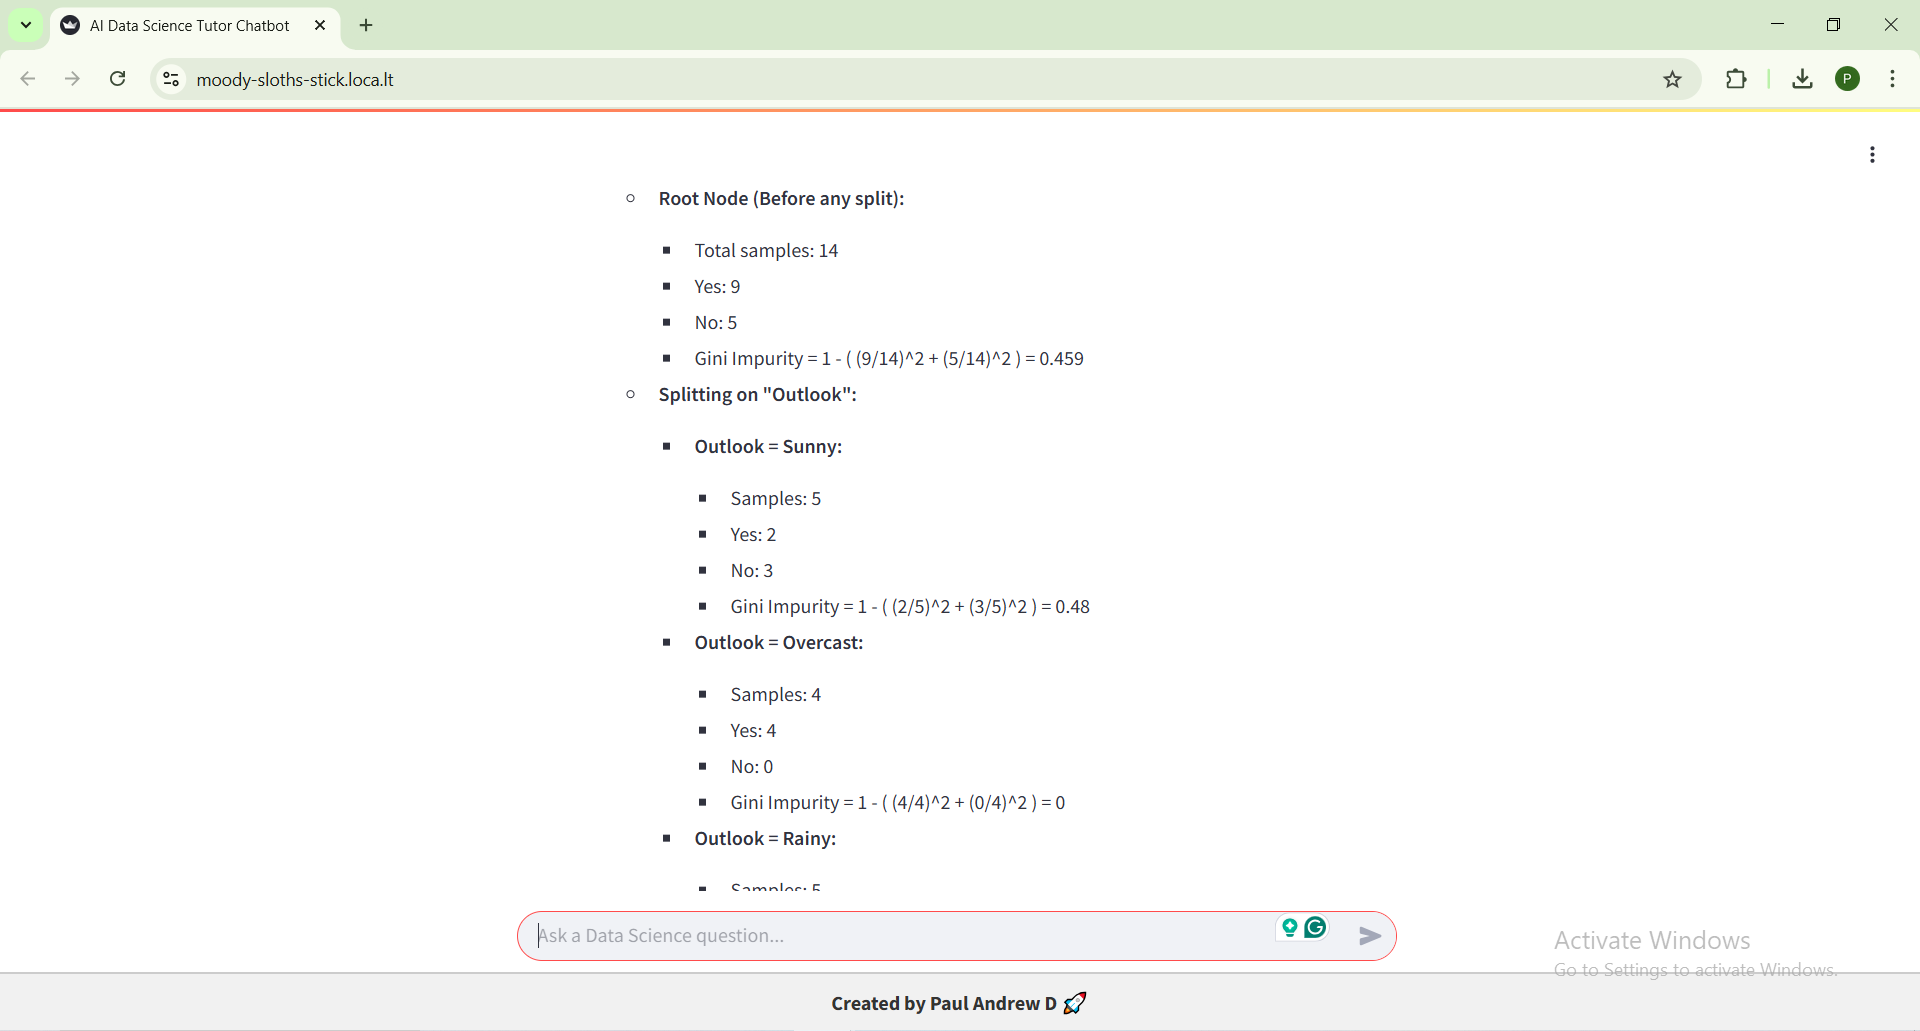 AI Data Science Tutor Chatbot
moody-sloths-stick.loca.lt
P
Root Node (Before any split):
Total samples: 14
Yes: 9
No: 5
Gini Impurity = 1 - ( (9/14)^2 + (5/14)^2 ) = 0.459
Splitting on "Outlook":
Outlook = Sunny:
Samples: 5
Yes: 2
No: 3
Gini Impurity = 1 - ( (2/5)^2 + (3/5)^2 ) = 0.48
Outlook = Overcast:
Samples: 4
Yes: 4
No: 0
Gini Impurity = 1 - ( (4/4)^2 + (0/4)^2 ) = 0
Outlook = Rainy:
Samples: 5
Ask a Data Science question...
Activate Windows
Go to Settings to activate Windows.
Created by Paul Andrew D